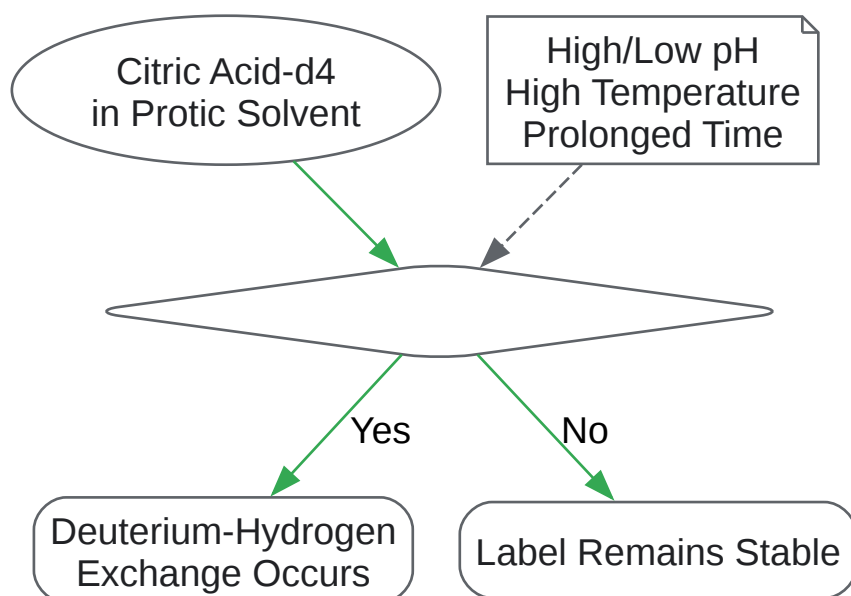 Citric Acid-d4
in Protic Solvent
High/Low pH
High Temperature
Prolonged Time
Yes
No
Deuterium-Hydrogen
Exchange Occurs
Label Remains Stable